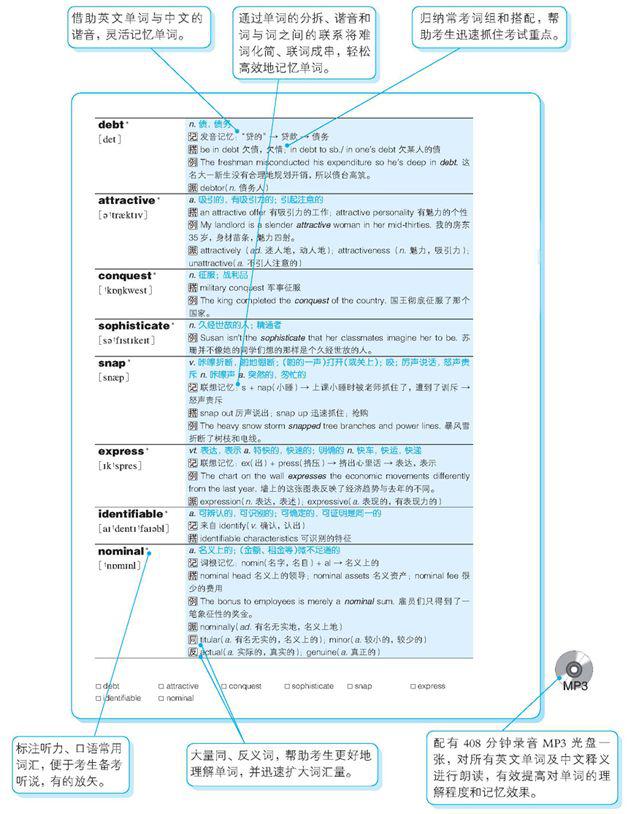 借助英文单词与中文的
谐音，灵活记忆单词。
通过单词的分拆、谐音和
词与词之间的联系将难
词化简、联词成串，轻松
高效地记忆单词。
归纳常考词组和搭配，帮
助考生迅速抓住考试重点。
debt*
[det]
n. 债，债务
记 发音记忆：“贷的”→ 贷款 → 债务
搭 be in debt 欠债，欠情；in debt to sb./ in one's debt 欠某人的债
例 The freshman misconducted his expenditure so he's deep in debt. 这
名大一新生没有合理地规划开销，所以债台高筑。
派 debtor(n. 债务人)
attractive*
[əˈtræktɪv]
a. 吸引的，有吸引力的；引起注意的
搭 an attractive offer 有吸引力的工作；attractive personality 有魅力的个性
例 My landlord is a slender attractive woman in her mid-thirties. 我的房东
35 岁，身材苗条，魅力四射。
派 attractively (ad. 迷人地，动人地)；attractiveness (n. 魅力，吸引力)；
unattractive(a. 不引人注意的)
conquest*
[ˈkɒŋkwest]
n. 征服；战利品
搭 military conquest 军事征服
例 The king completed the conquest of the country. 国王彻底征服了那个
国家。
sophisticate*
[səˈfɪstɪkeɪt]
n. 久经世故的人；精通者
例 Susan isn't the sophisticate that her classmates imagine her to be. 苏
珊并不像她的同学们想的那样是个久经世故的人。
snap*
[snæp]
v. 咔嚓折断，啪地绷断；(啪的一声)打开(或关上)；咬；厉声说话，怒声责
斥 n. 咔嚓声 a. 突然的，匆忙的
记 联想记忆：s + nap(小睡) → 上课小睡时被老师抓住了，遭到了训斥 →
怒声责斥
搭 snap out 厉声说出；snap up 迅速抓住；抢购
例 The heavy snow storm snapped tree branches and power lines. 暴风雪
折断了树枝和电线。
express*
[ɪkˈspres]
vt. 表达，表示 a. 特快的，快速的；明确的 n. 快车，快运，快递
记 联想记忆：ex(出) + press(挤压) → 挤出心里话 → 表达，表示
例 The chart on the wall expresses the economic movements differently
from the last year. 墙上的这张图表反映了经济趋势与去年的不同。
派 expression(n. 表达，表述)；expressive(a. 表现的，有表现力的)
identifiable*
[aɪˈdentɪˈfaɪəbl]
a. 可辨认的，可识别的；可确定的，可证明是同一的
记 来自 identify(v. 确认，认出)
搭 identifiable characteristics 可识别的特征
nominal*
[ˈnɒmɪnl]
a. 名义上的；(金额、租金等)微不足道的
记 词根记忆：nomin(名字，名目) + al → 名义上的
搭 nominal head 名义上的领导；nominal assets 名义资产；nominal fee 很
少的费用
例 The bonus to employees is merely a nominal sum. 雇员们只得到了一
笔象征性的奖金。
派 nominally(ad. 有名无实地，名义上地)
同 titular(a. 有名无实的，名义上的)；minor(a. 较小的，较少的)
反 actual(a. 实际的，真实的)；genuine(a. 真正的)
□ debt □ attractive □ conquest □ sophisticate □ snap □ express
□ identifiable □ nominal
MP3
标注听力、口语常用
词汇，便于考生备考
听说，有的放矢。
大量同、反义词，帮助考生更好地
理解单词，并迅速扩大词汇量。
配有 408 分钟录音 MP3 光盘一
张，对所有英文单词及中文释义
进行朗读，有效提高对单词的理
解程度和记忆效果。